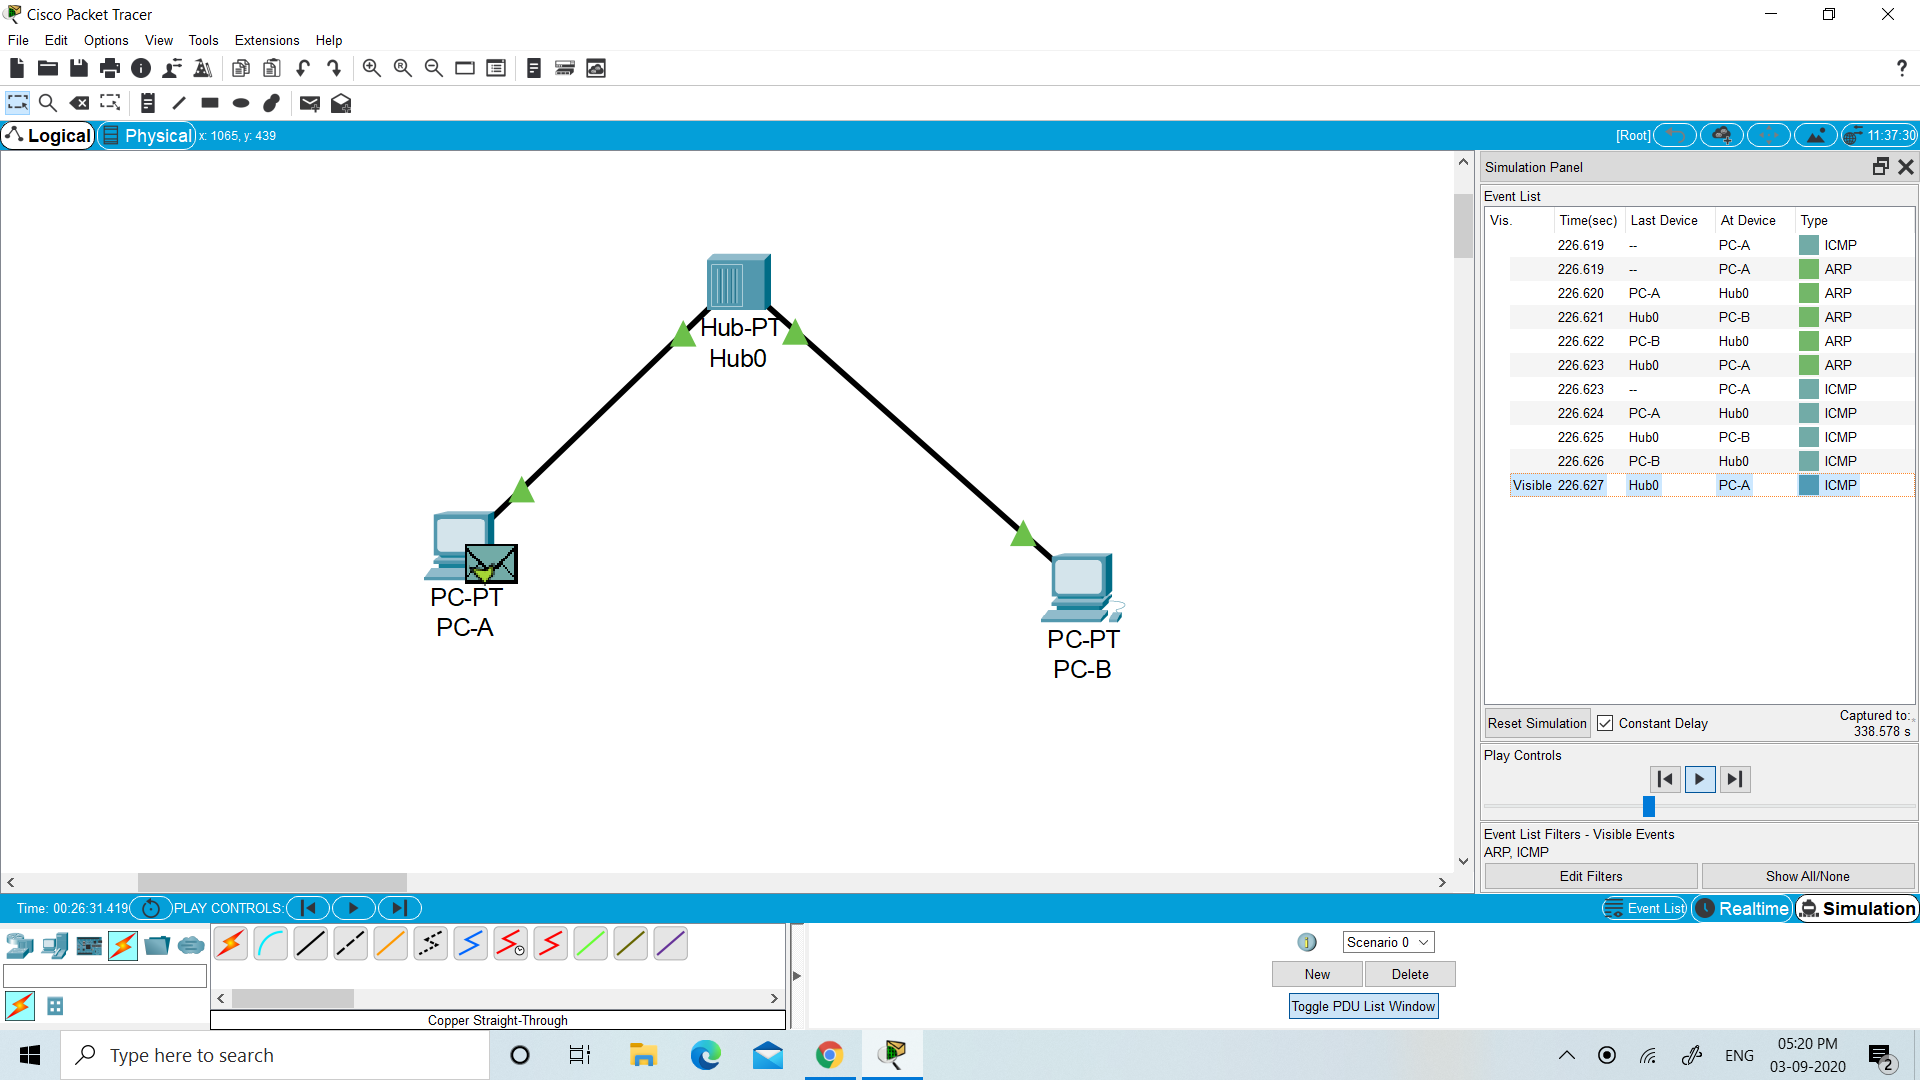 Cisco Packet Tracer
File Edit Options View Tools Extensions Help
?
Logical Physical x: 1065, y: 439 [Root] 11:37:30
Simulation Panel
Event List
Vis. Time(sec) Last Device At Device Type
226.619 -- PC-A ICMP
226.619 -- PC-A ARP
226.620 PC-A Hub0 ARP
226.621 Hub0 PC-B ARP
226.622 PC-B Hub0 ARP
226.623 Hub0 PC-A ARP
226.623 -- PC-A ICMP
226.624 PC-A Hub0 ICMP
226.625 Hub0 PC-B ICMP
226.626 PC-B Hub0 ICMP
Visible 226.627 Hub0 PC-A ICMP
Hub-PT
Hub0
PC-PT
PC-A
PC-PT
PC-B
Reset Simulation Constant Delay Captured to:
338.578 s
Play Controls
Event List Filters - Visible Events
ARP, ICMP
Edit Filters Show All/None
Time: 00:26:31.419 PLAY CONTROLS: Event List Realtime Simulation
Scenario 0
New Delete
Toggle PDU List Window
Copper Straight-Through
Type here to search
ENG
05:20 PM
03-09-2020
2